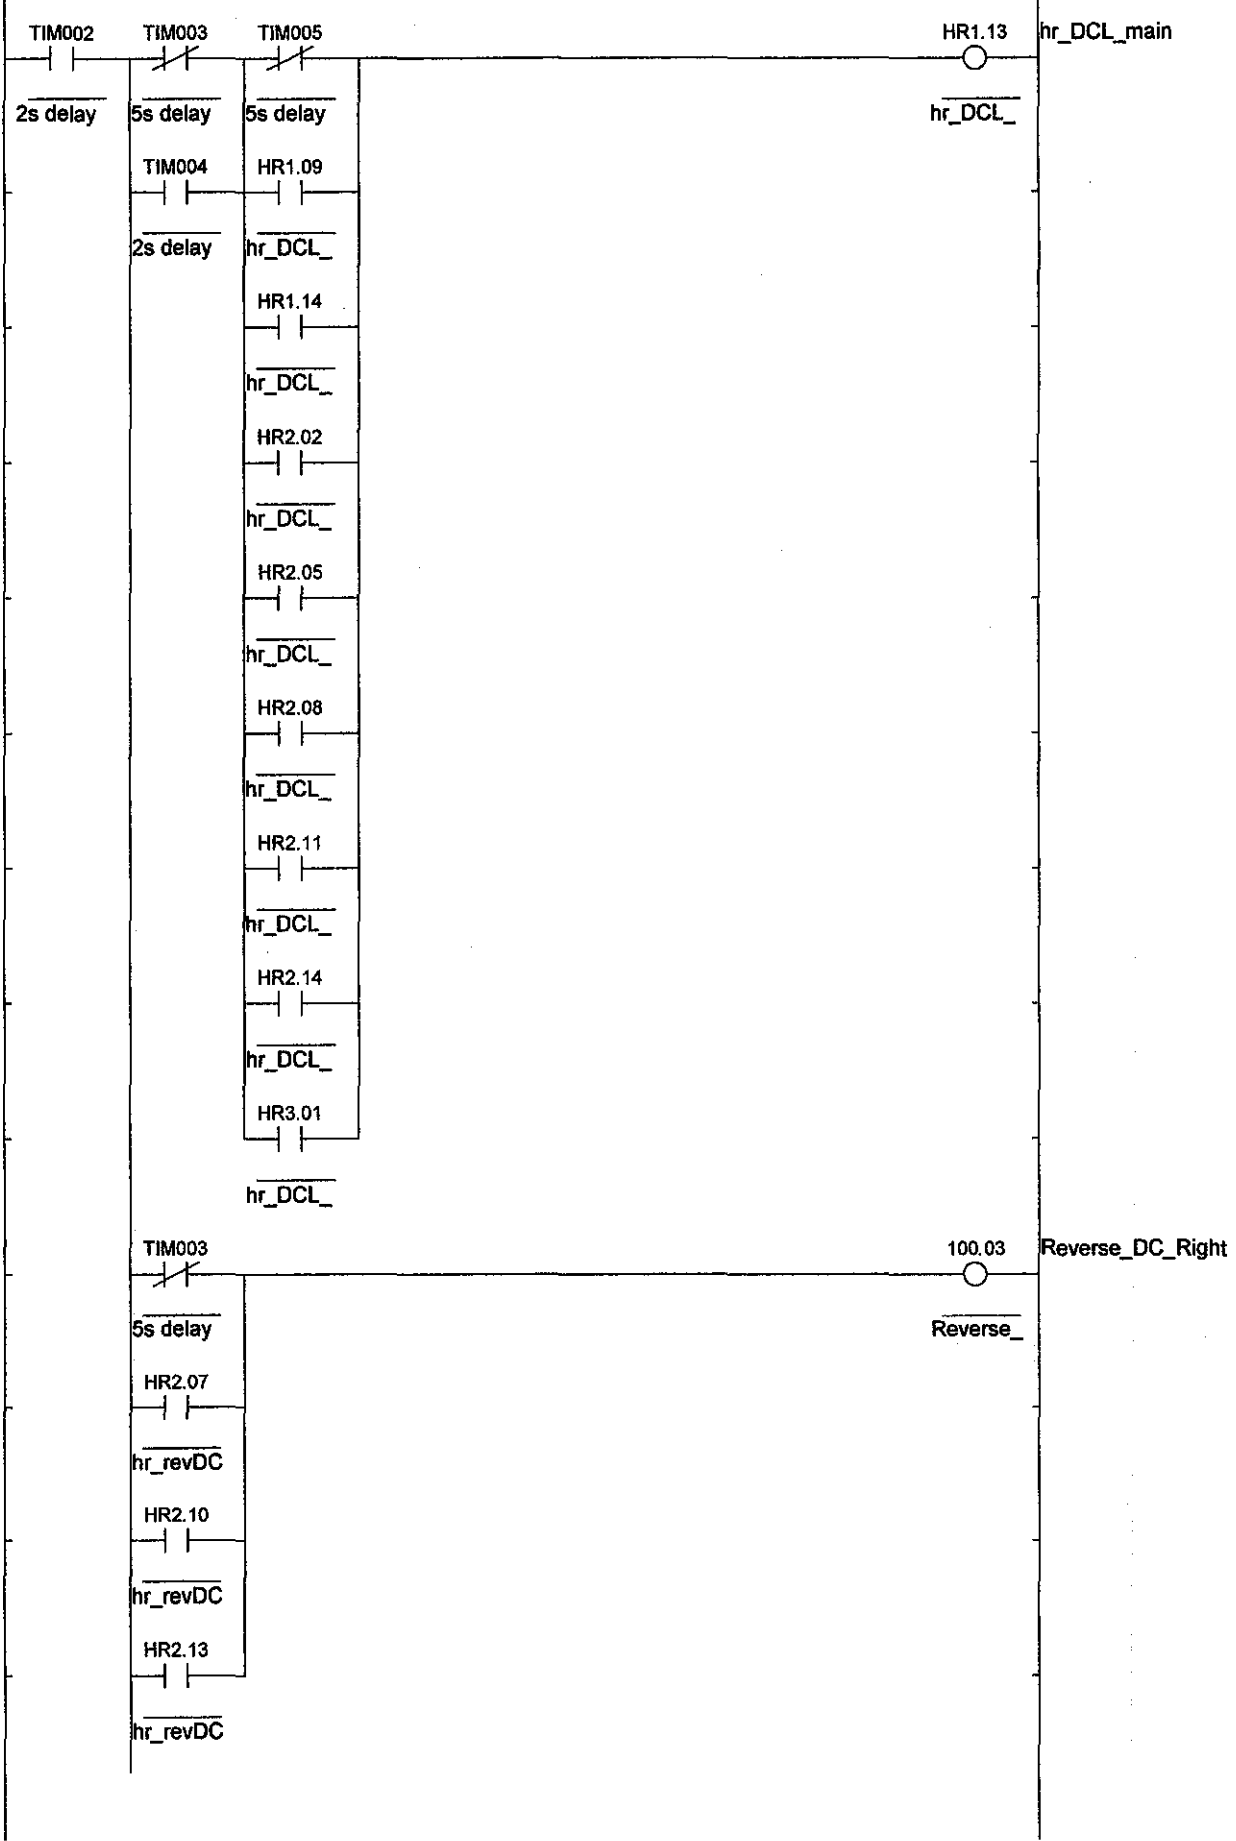 TIM002 TIM003 TIM005 HR1.13 hr_DCL_main
2s delay 5s delay 5s delay hr_DCL_
TIM004 HR1.09
2s delay hr_DCL_
HR1.14
hr_DCL_
HR2.02
hr_DCL_
HR2.05
hr_DCL_
HR2.08
hr_DCL_
HR2.11
hr_DCL_
HR2.14
hr_DCL_
HR3.01
hr_DCL_
TIM003 100.03 Reverse_DC_Right
5s delay Reverse_
HR2.07
hr_revDC
HR2.10
hr_revDC
HR2.13
hr_revDC